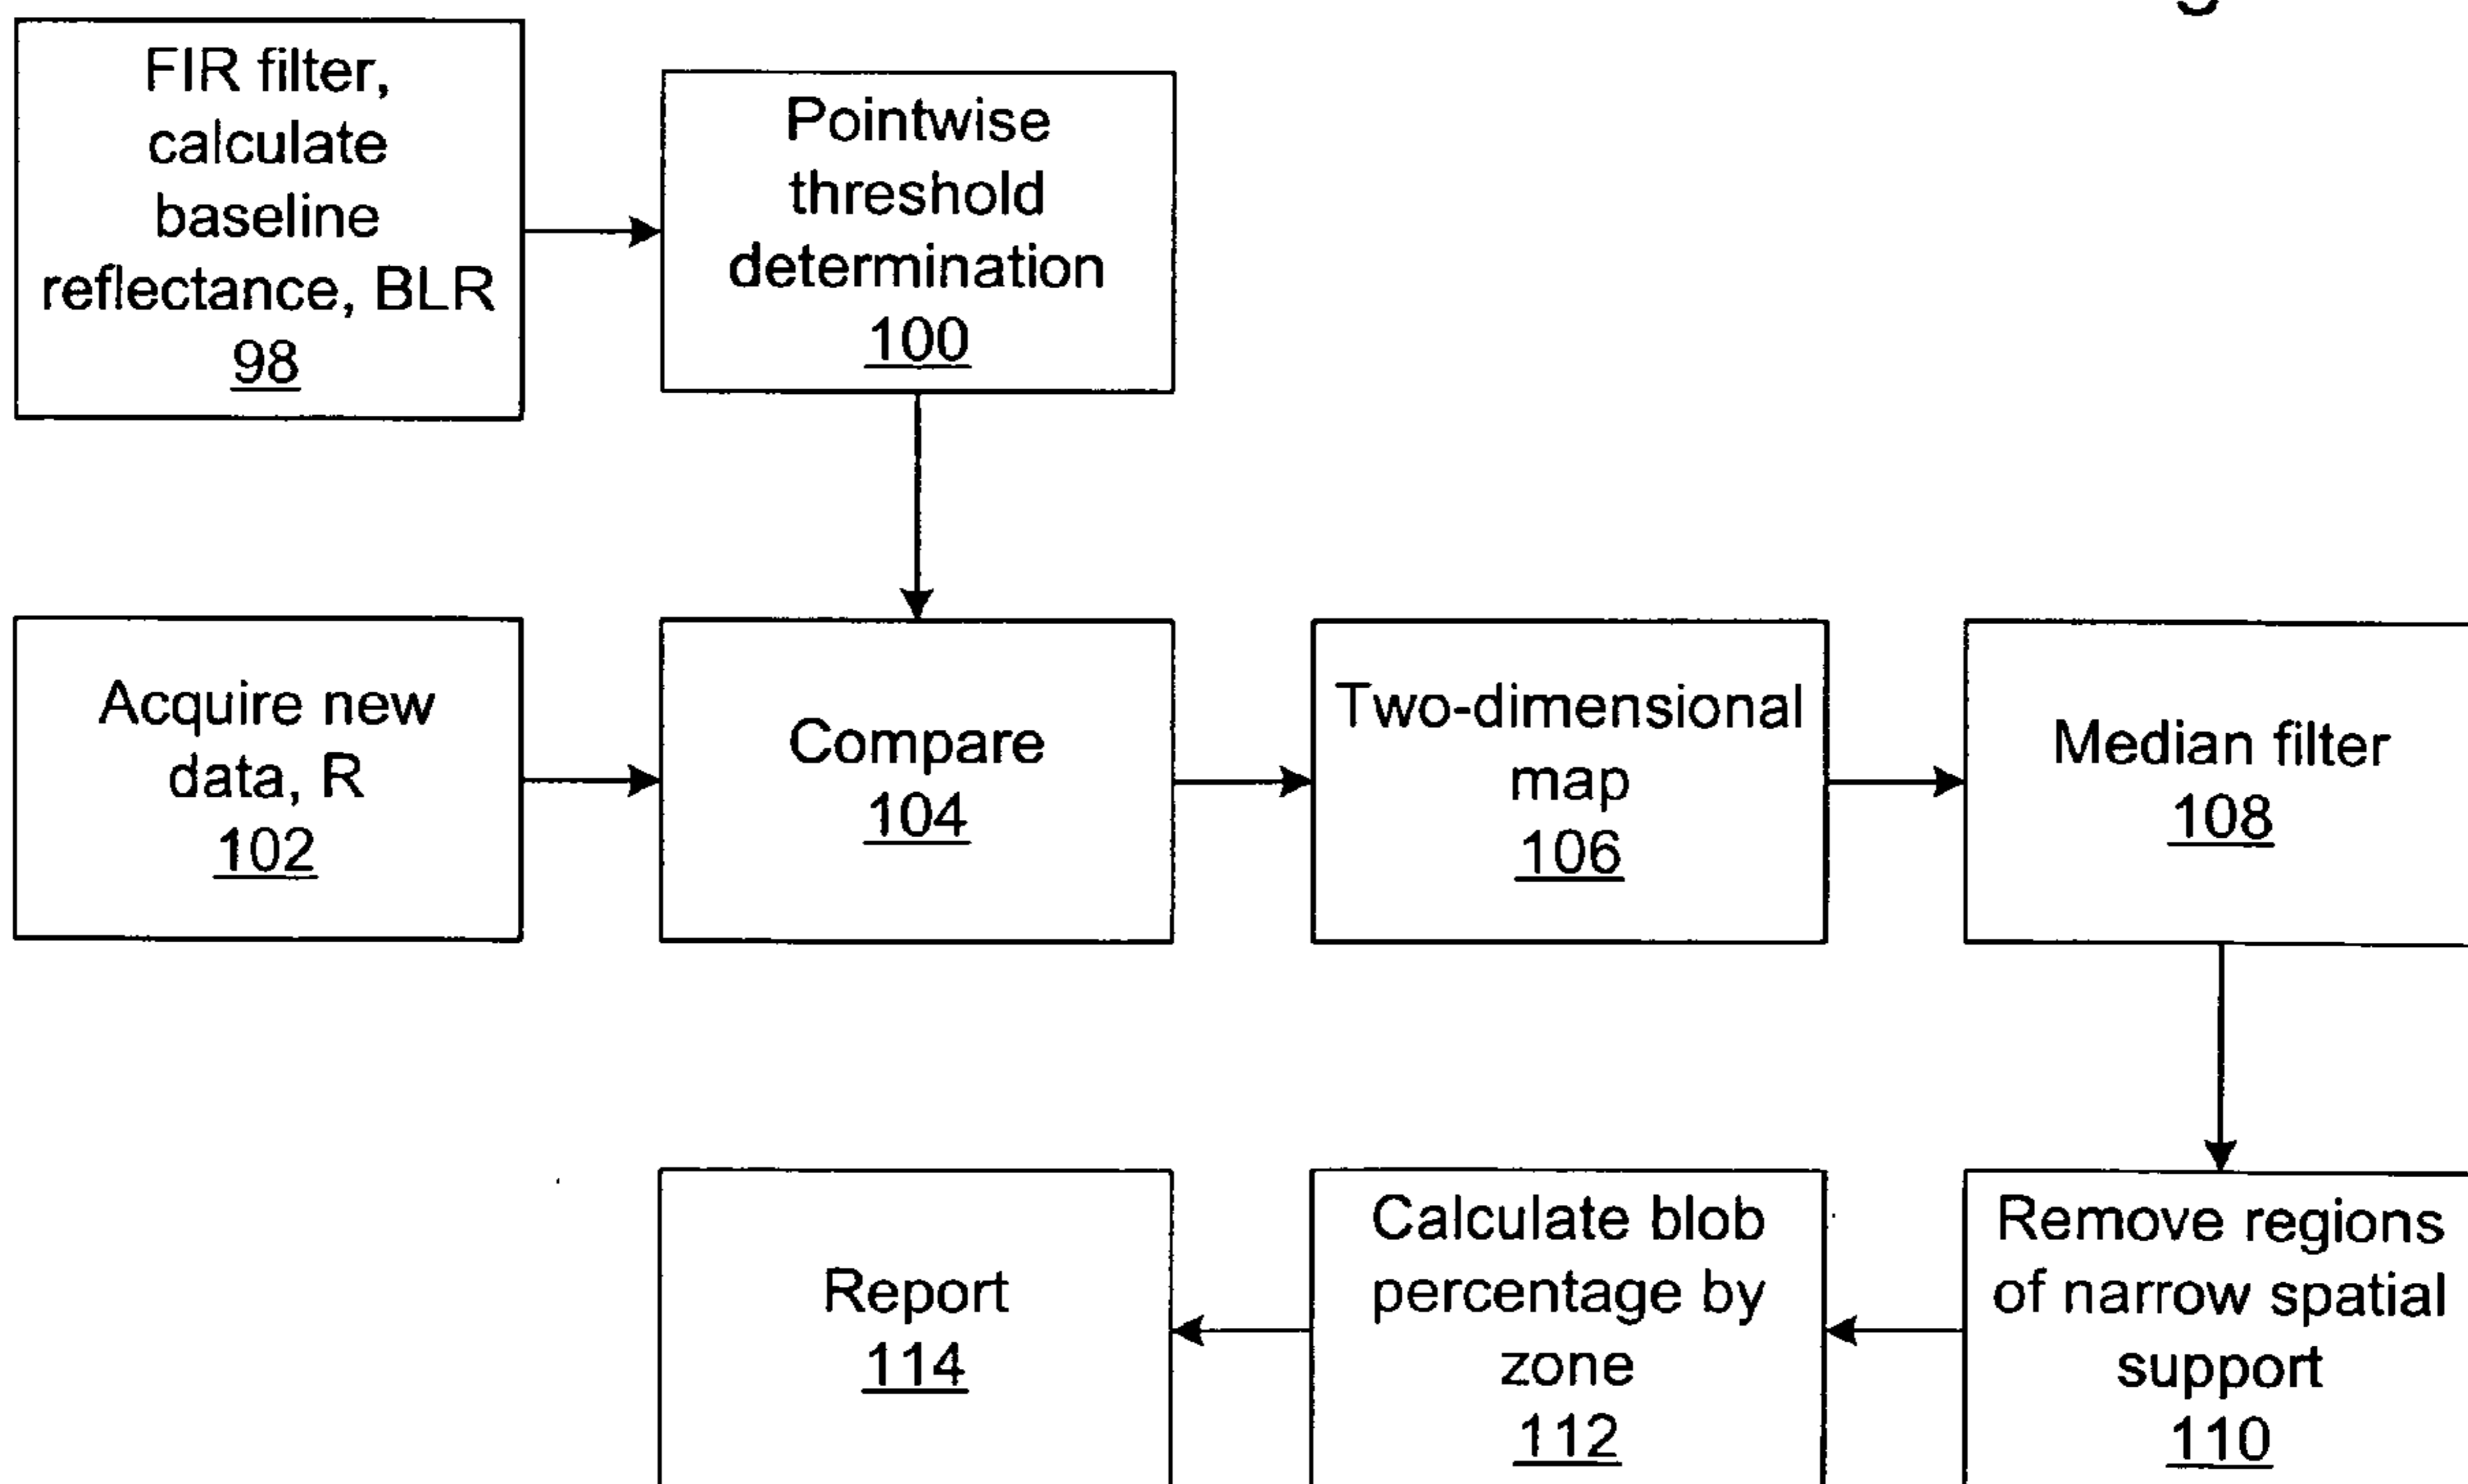 FIR filter,
calculate
baseline
reflectance, BLR
98
Pointwise
threshold
determination
100
Acquire new
data, R
102
Compare
104
Two-dimensional
map
106
Median filter
108
Report
114
Calculate blob
percentage by
zone
112
Remove regions
of narrow spatial
support
110